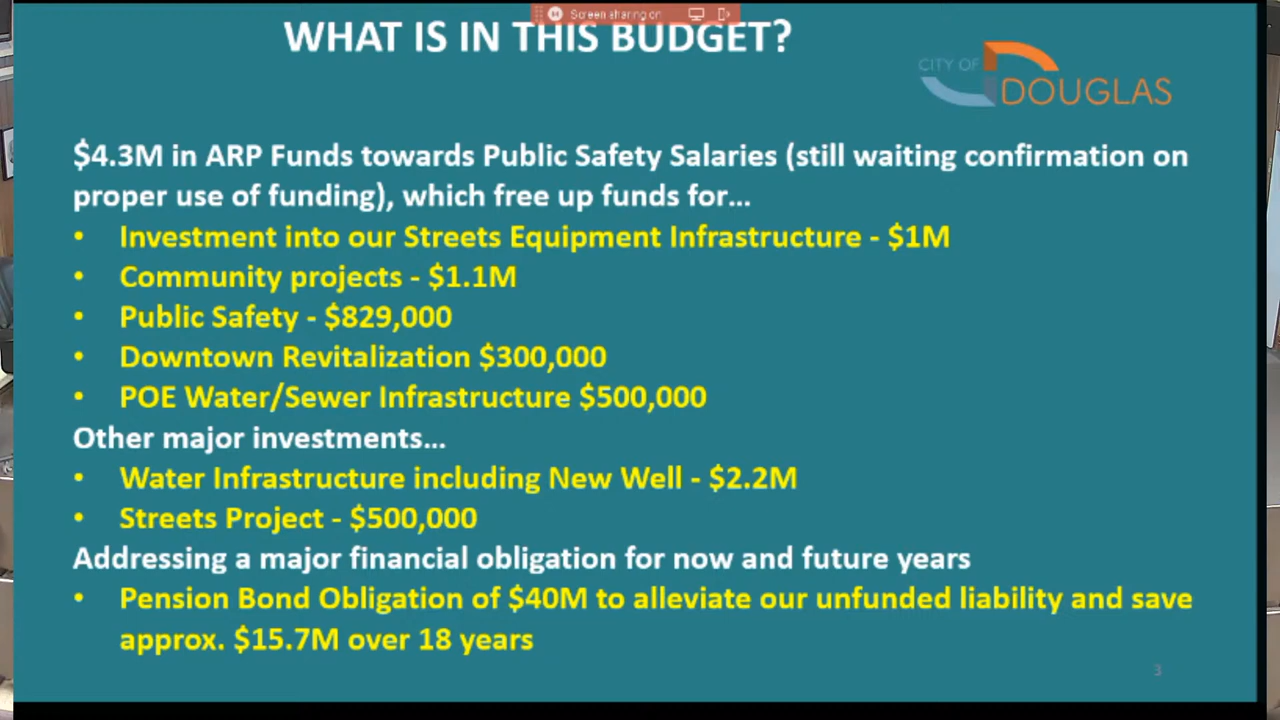 Screen sharing on
WHAT IS IN THIS BUDGET?
CITY OF
DOUGLAS
$4.3M in ARP Funds towards Public Safety Salaries (still waiting confirmation on
proper use of funding), which free up funds for...
• Investment into our Streets Equipment Infrastructure - $1M
• Community projects - $1.1M
• Public Safety - $829,000
• Downtown Revitalization $300,000
• POE Water/Sewer Infrastructure $500,000
Other major investments...
• Water Infrastructure including New Well - $2.2M
• Streets Project - $500,000
Addressing a major financial obligation for now and future years
• Pension Bond Obligation of $40M to alleviate our unfunded liability and save
approx. $15.7M over 18 years
3